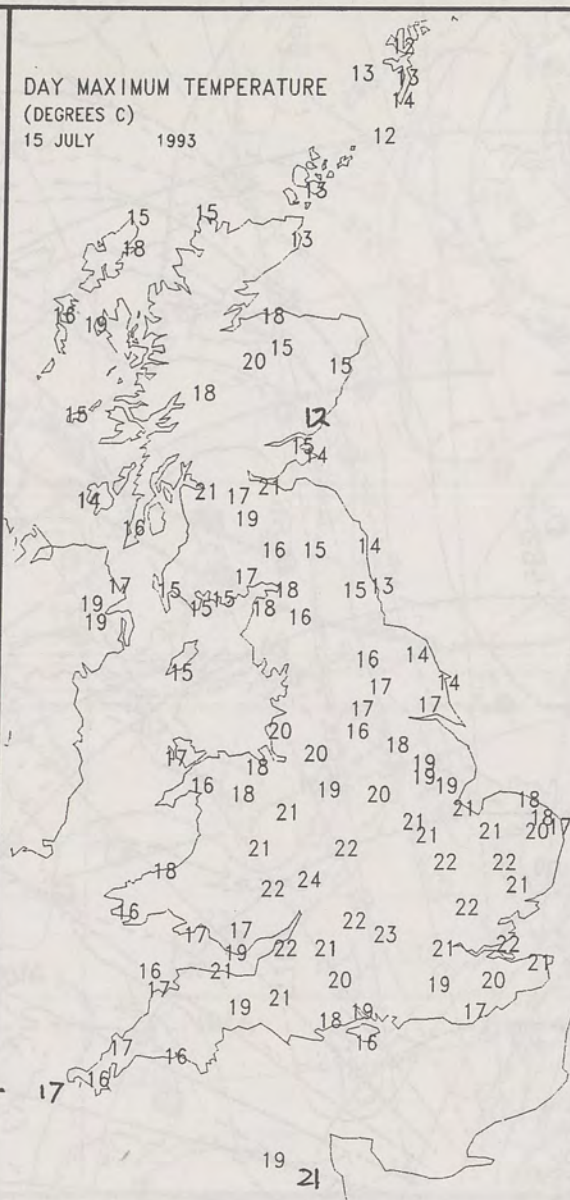 DAY MAXIMUM TEMPERATURE
(DEGREES C)
15 JULY 1993
12
13 13
14
12
13
15 15
18 13
16 19 18
15
20 15
18
15 12
15
14
14 21 17 21
16 19
16 15 14
17 15 17 18 15 13
19 15 15 18
19 16
15 16 14
17 14
17 17
20 16
17 20 18
18 19
16 18 19 20 19 19
21 21 18
21 18
21 20 17
21 22 22 22
18 22 24 21
16 22
17 17 22 23
19 22 21 21 22
16 21 21
17 20 19 20
19 21 18 19 17
16
17 16
17 16
19
21